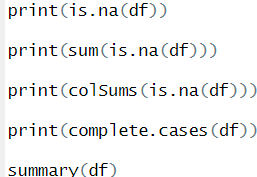 print(is.na(df))
print(sum(is.na(df)))
print(colSums(is.na(df)))
print(complete.cases(df))
summary(df)